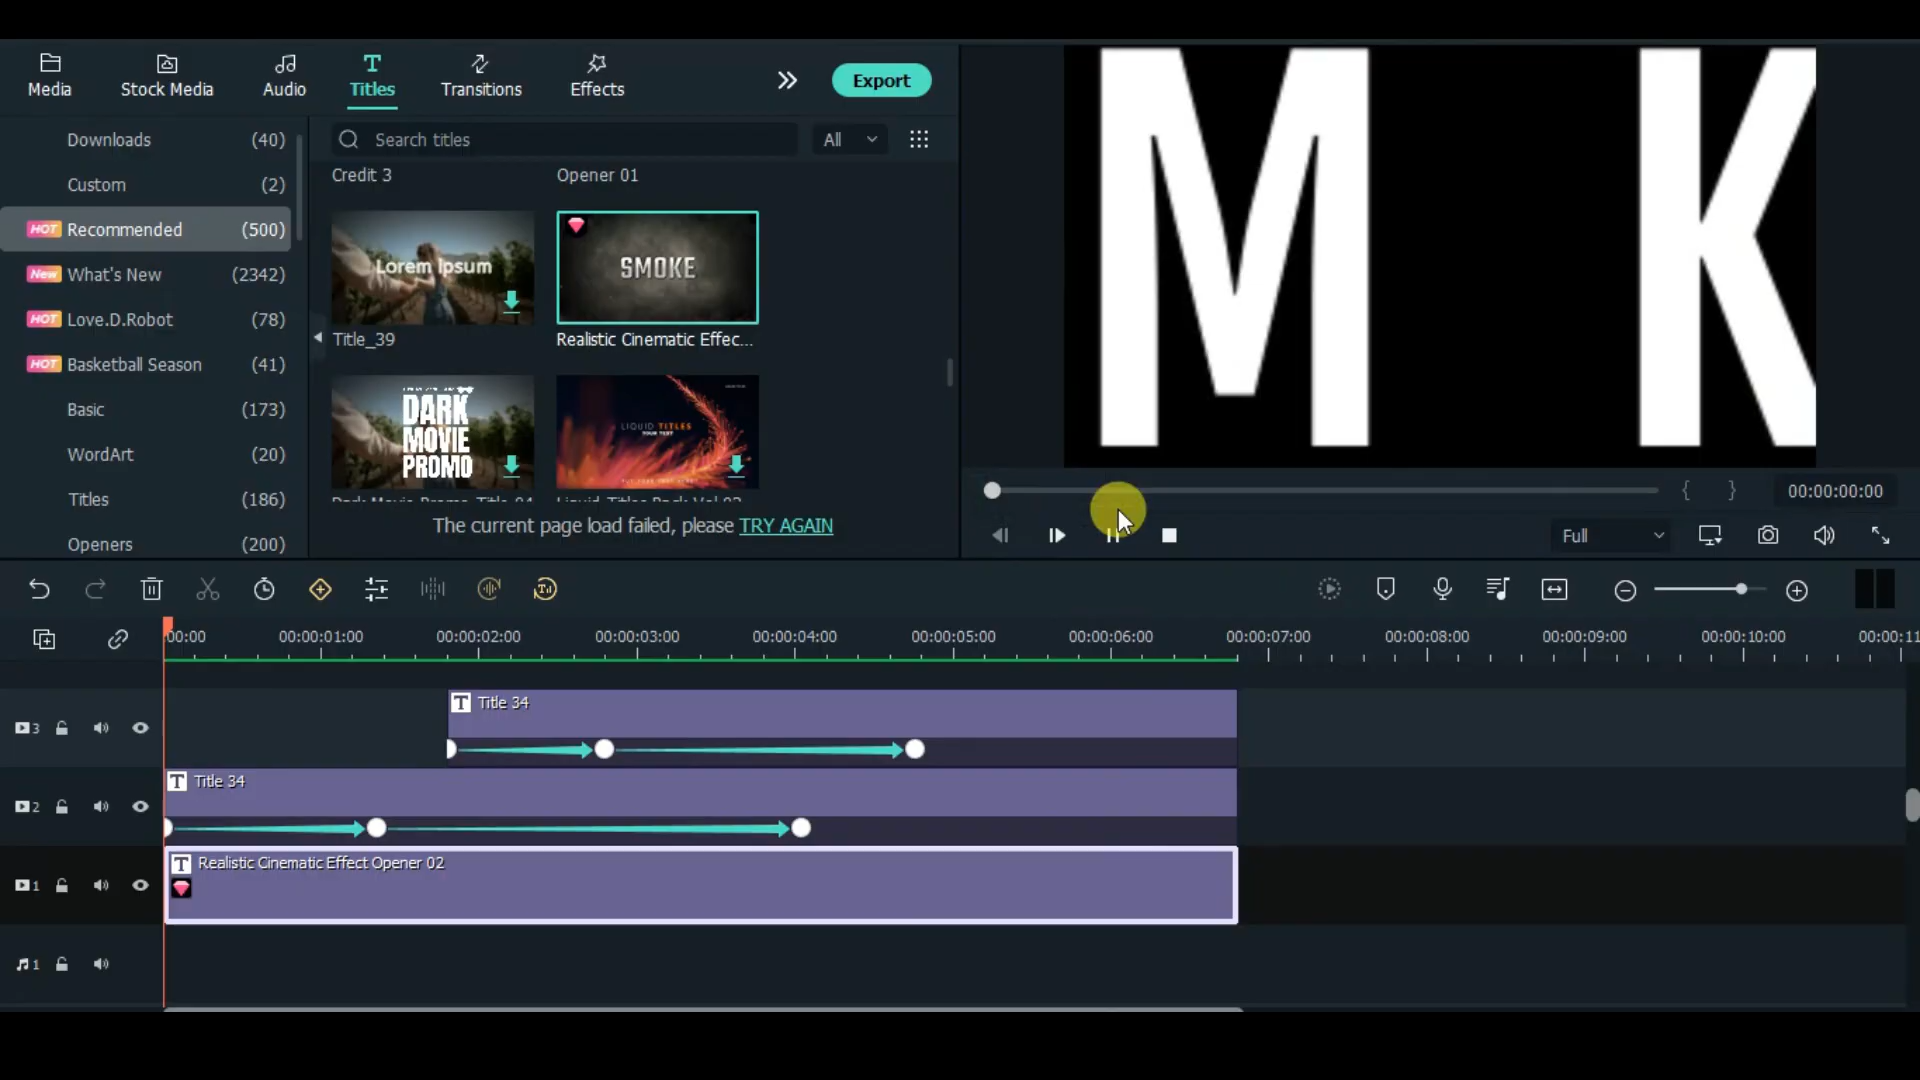 Media
Stock Media
Audio
Titles
Transitions
Effects
Export
Downloads (40)
Custom (2)
HOT Recommended (500)
New What's New (2342)
HOT Love.D.Robot (78)
HOT Basketball Season (41)
Basic (173)
WordArt (20)
Titles (186)
Openers (200)
Search titles
All
Credit 3
Opener 01
Lorem Ipsum
SMOKE
Title_39
Realistic Cinematic Effec...
DARK
MOVIE
PROMO
LIQUID TITLES
YOUR TEXT
The current page load failed, please TRY AGAIN
M K
{ } 00:00:00:00
Full
00:00 00:00:01:00 00:00:02:00 00:00:03:00 00:00:04:00 00:00:05:00 00:00:06:00 00:00:07:00 00:00:08:00 00:00:09:00 00:00:10:00 00:00:11
3
T Title 34
2
T Title 34
1
T Realistic Cinematic Effect Opener 02
1